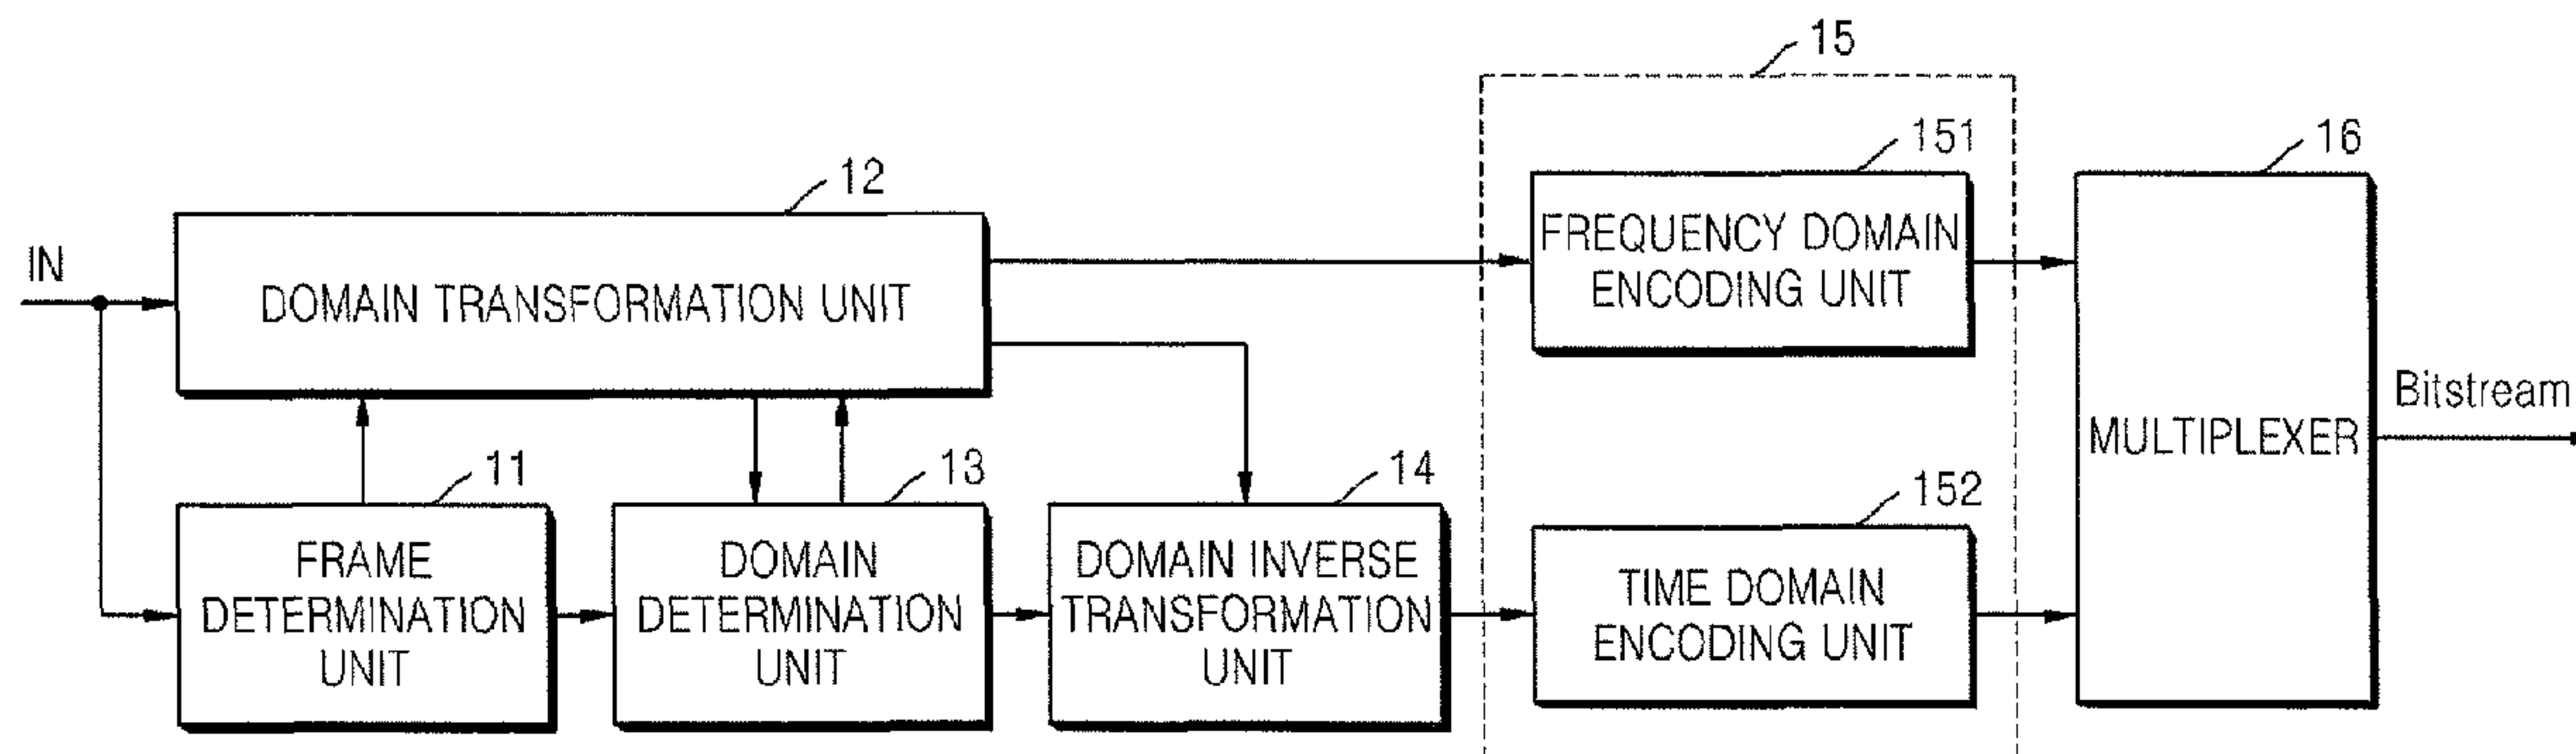 15
151
16
12
FREQUENCY DOMAIN
ENCODING UNIT
IN
DOMAIN TRANSFORMATION UNIT
Bitstream
MULTIPLEXER
11
13
14
152
FRAME
DETERMINATION
UNIT
DOMAIN
DETERMINATION
UNIT
DOMAIN INVERSE
TRANSFORMATION
UNIT
TIME DOMAIN
ENCODING UNIT